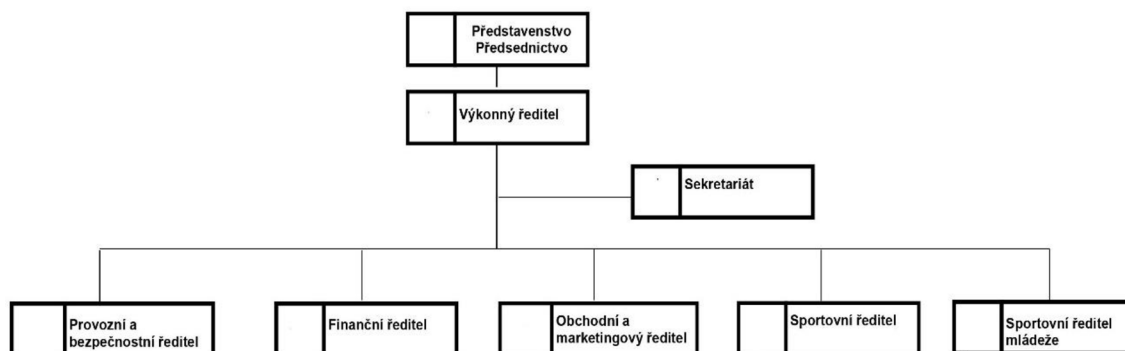 Představenstvo
Předsednictvo
Výkonný ředitel
Sekretariát
Provozní a
bezpečnostní ředitel
Finanční ředitel
Obchodní a
marketingový ředitel
Sportovní ředitel
Sportovní ředitel
mládeže